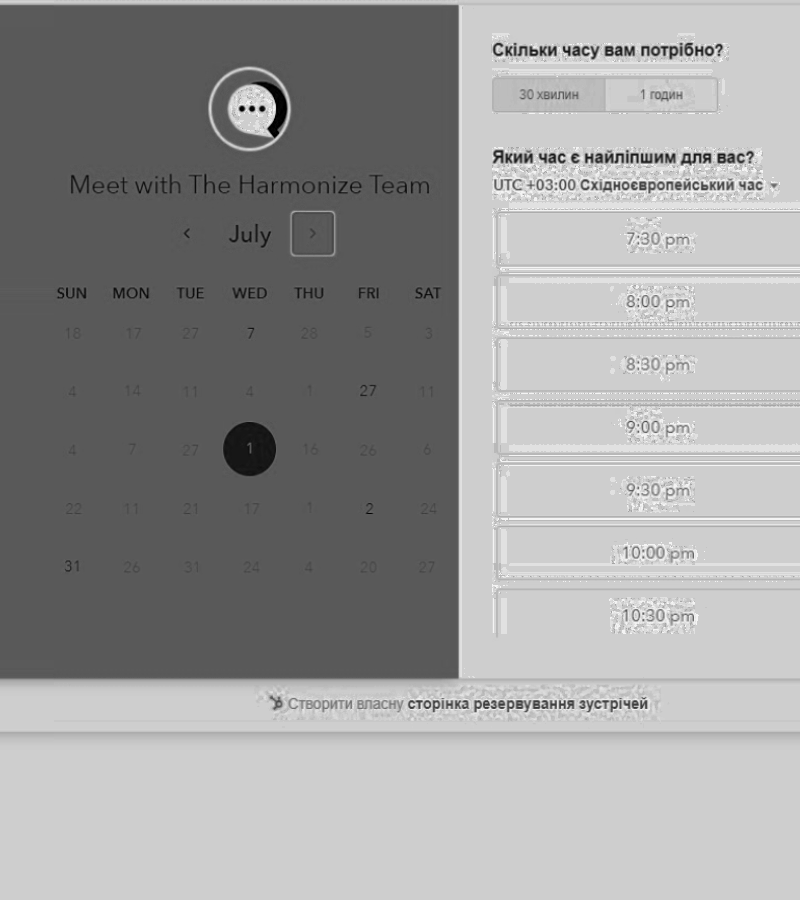 Meet with The Harmonize Team
July
SUN MON TUE WED THU FRI SAT
18 17 27 7 28 5 3
4 14 11 4 1 27 11
4 7 27 1 16 26 6
22 11 21 17 1 2 24
31 26 31 24 4 20 27
Скільки часу вам потрібно?
30 хвилин 1 годин
Який час є найліпшим для вас?
UTC +03:00 Східноєвропейський час
7:30 pm
8:00 pm
8:30 pm
9:00 pm
9:30 pm
10:00 pm
10:30 pm
Створити власну сторінка резервування зустрічей